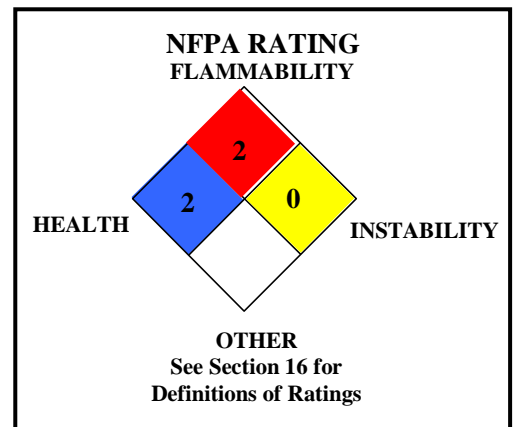 NFPA RATING
FLAMMABILITY
2
2
0
HEALTH
INSTABILITY
OTHER
See Section 16 for
Definitions of Ratings